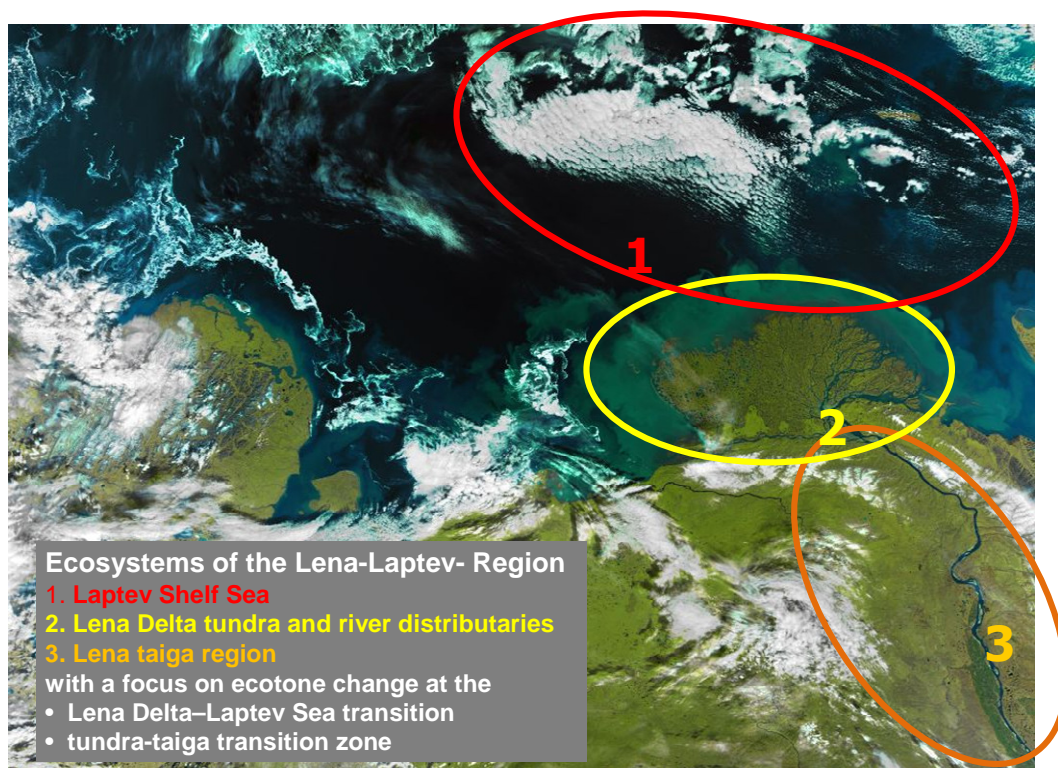 1
2
3
Ecosystems of the Lena-Laptev- Region
1. Laptev Shelf Sea
2. Lena Delta tundra and river distributaries
3. Lena taiga region
with a focus on ecotone change at the
• Lena Delta–Laptev Sea transition
• tundra-taiga transition zone